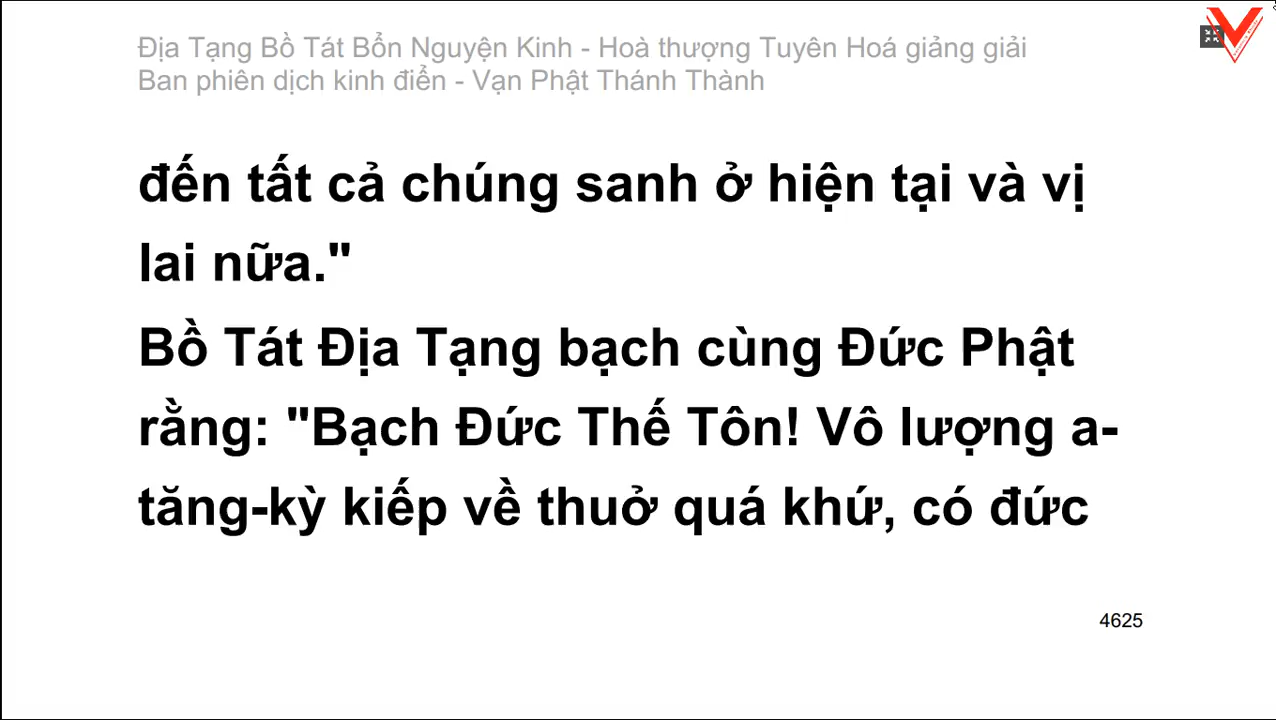 Địa Tạng Bồ Tát Bổn Nguyện Kinh - Hoà thượng Tuyên Hoá giảng giải
Ban phiên dịch kinh điển - Vạn Phật Thánh Thành
đến tất cả chúng sanh ở hiện tại và vị
lai nữa."
Bồ Tát Địa Tạng bạch cùng Đức Phật
rằng: "Bạch Đức Thế Tôn! Vô lượng a-
tăng-kỳ kiếp về thuở quá khứ, có đức
4625